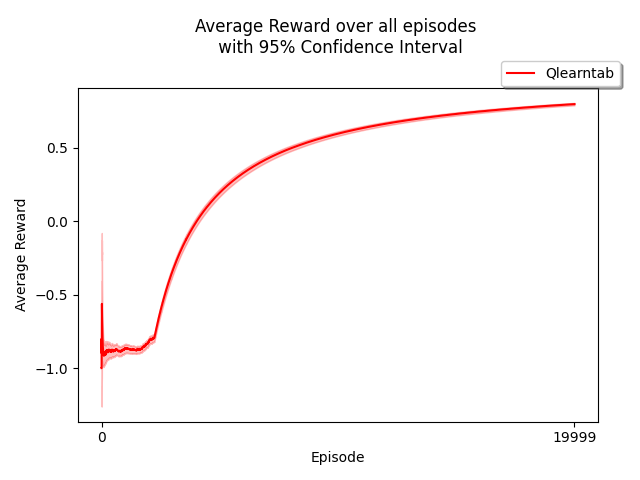 Average Reward over all episodes
with 95% Confidence Interval
Qlearntab
Average Reward
0.5
0.0
−0.5
−1.0
0
19999
Episode